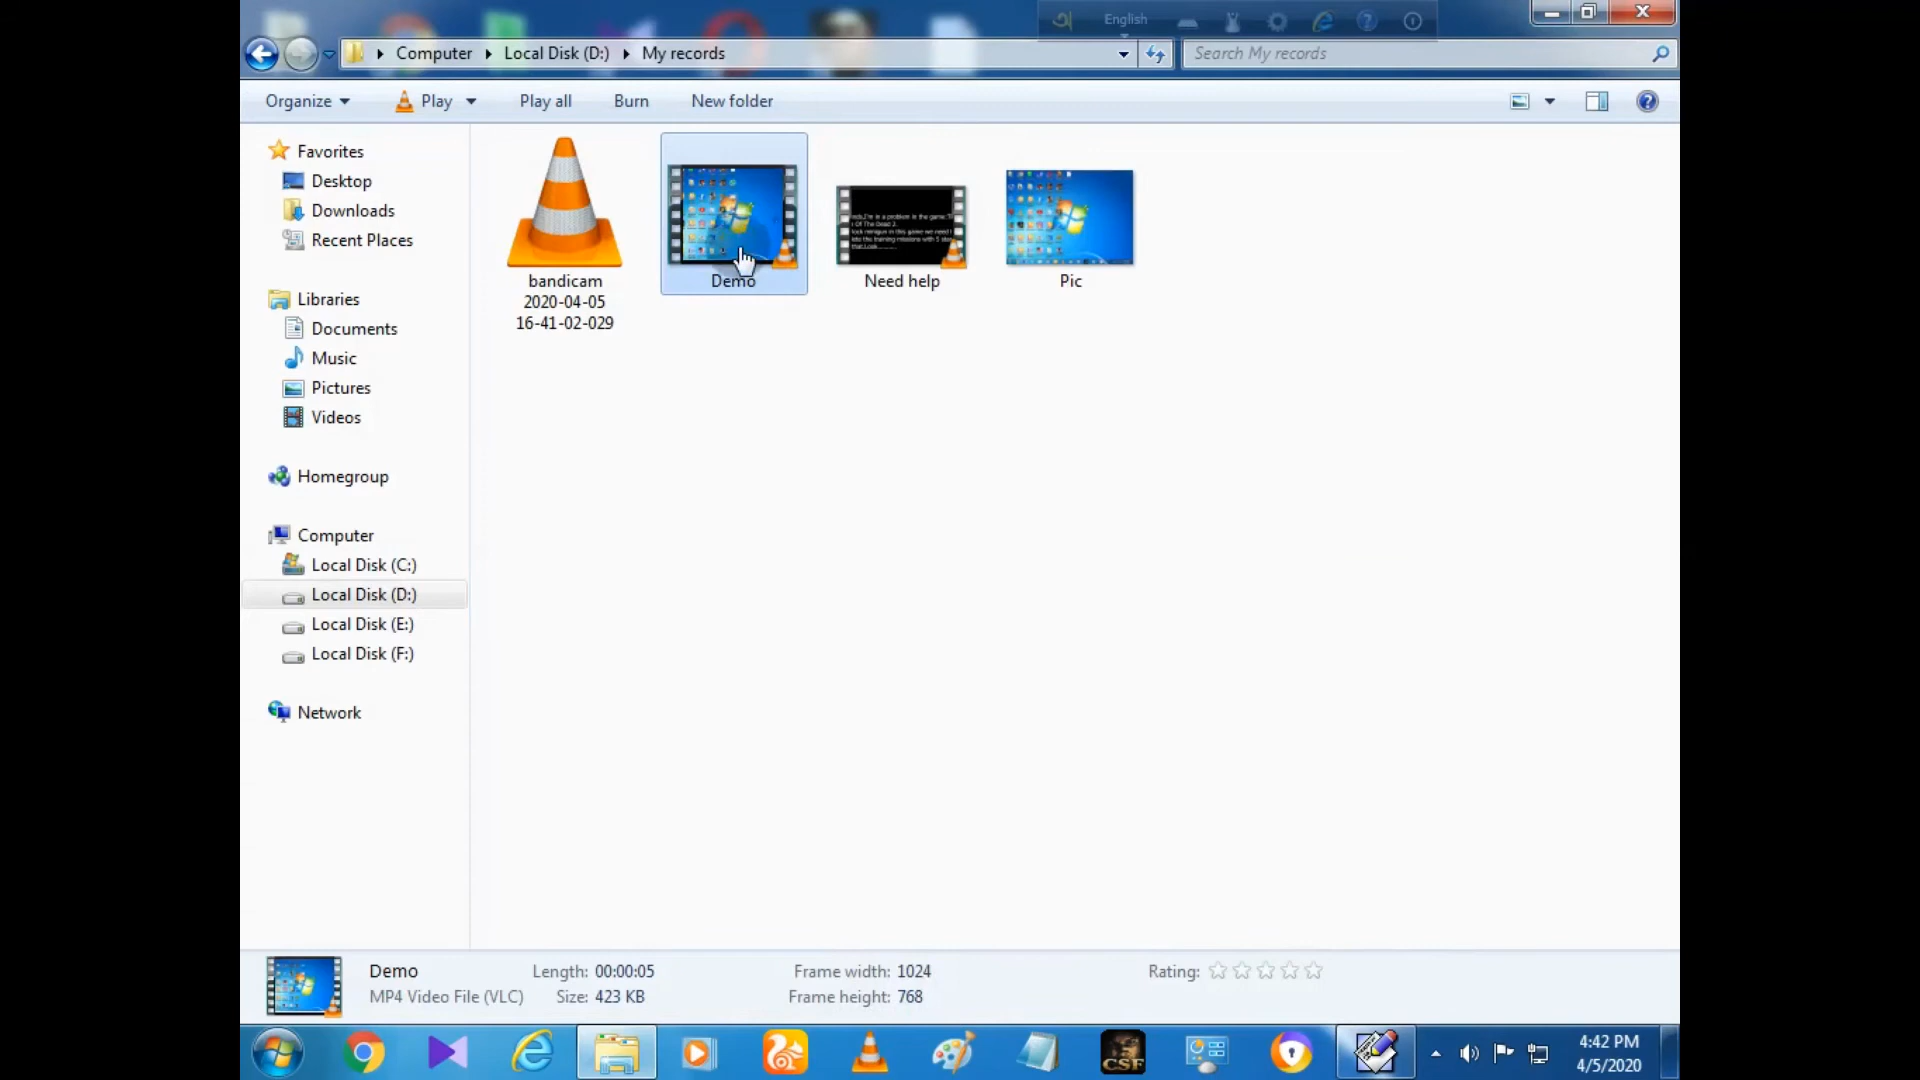 English
Computer
Local Disk (D:)
My records
Search My records
Organize
Play
Play all
Burn
New folder
Favorites
Desktop
Downloads
Recent Places
Libraries
Documents
Music
Pictures
Videos
Homegroup
Computer
Local Disk (C:)
Local Disk (D:)
Local Disk (E:)
Local Disk (F:)
Network
bandicam
2020-04-05
16-41-02-029
Demo
Need help
Pic
Demo
MP4 Video File (VLC)
Length: 00:00:05
Size: 423 KB
Frame width: 1024
Frame height: 768
Rating:
CSF
4:42 PM
4/5/2020